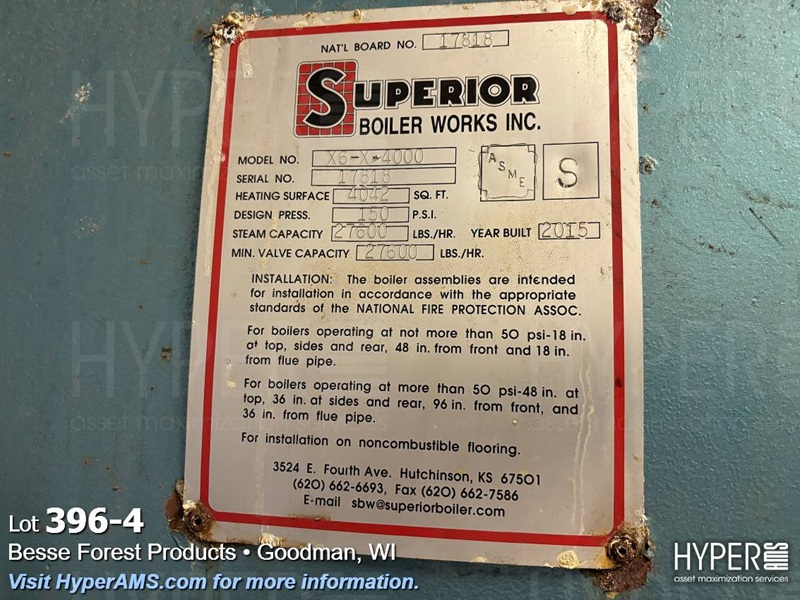 NAT'L BOARD NO. 17818
SUPERIOR
BOILER WORKS INC.
MODEL NO. X6-X-4000
SERIAL NO. 17818
HEATING SURFACE 4042 SQ. FT.
DESIGN PRESS. 150 P.S.I.
STEAM CAPACITY 27600 LBS./HR. YEAR BUILT 2015
MIN. VALVE CAPACITY 27600 LBS./HR.
ASME
S
INSTALLATION: The boiler assemblies are intended
for installation in accordance with the appropriate
standards of the NATIONAL FIRE PROTECTION ASSOC.
For boilers operating at not more than 50 psi-18 in.
at top, sides and rear, 48 in. from front and 18 in.
from flue pipe.
For boilers operating at more than 50 psi-48 in. at
top, 36 in. at sides and rear, 96 in. from front, and
36 in. from flue pipe.
For installation on noncombustible flooring.
3524 E. Fourth Ave. Hutchinson, KS 67501
(620) 662-6693, Fax (620) 662-7586
E-mail sbw@superiorboiler.com
Lot 396-4
Besse Forest Products • Goodman, WI
Visit HyperAMS.com for more information.
HYPER AMS
asset maximization services